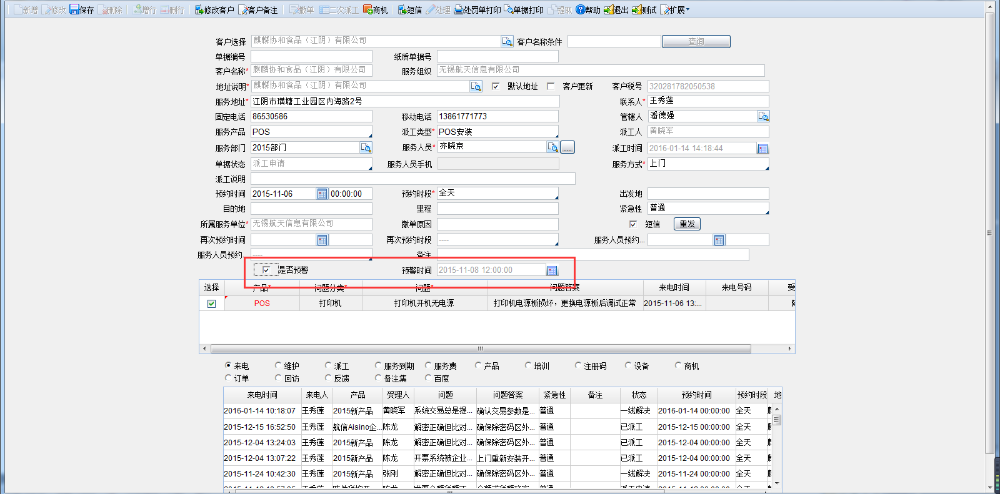 新增 修改 保存 删除 增行 删行 修改客户 客户备注 撤单 二次派工 商机 短信 处理 处罚单打印 单据打印 提取 帮助 退出 测试 扩展
客户选择 麒麟协和食品（江阴）有限公司 客户名称条件 查询
单据编号 纸质单据号
客户名称* 麒麟协和食品（江阴）有限公司 服务组织 无锡航天信息有限公司
地址说明* 麒麟协和食品（江阴）有限公司 默认地址 客户更新 客户税号 320281782050538
服务地址* 江阴市璜塘工业园区内海路2号 联系人* 王秀莲
固定电话 86530586 移动电话 13861771773 管辖人 潘德强
服务产品 POS 派工类型* POS安装 派工人 黄晓军
服务部门 2015部门 服务人员* 齐晓京 ... 派工时间 2016-01-14 14:18:44
单据状态 派工申请 服务人员手机 服务方式* 上门
派工说明
预约时间 2015-11-06 00:00:00 预约时段* 全天 出发地
目的地 里程 紧急性 普通
所属服务单位* 无锡航天信息有限公司 撤单原因 短信 重发
再次预约时间 再次预约时段 ---- 服务人员预约...
服务人员预约... ---- 备注
是否预警 预警时间 2015-11-08 12:00:00
选择 产品* 问题分类* 问题* 问题答案 来电时间 来电号码 受
POS 打印机 打印机开机无电源 打印机电源板损坏，更换电源板后调试正常 2015-11-06 13:...
来电 维护 派工 服务到期 服务费 产品 培训 注册码 设备 商机
订单 回访 反馈 备注集 百度
来电时间 来电人 产品 受理人 问题 问题答案 紧急性 备注 状态 预约时间 预约时段 地
2016-01-14 10:18:07 王秀莲 2015新产品 黄晓军 系统交易总是提... 确认交易参数是... 普通 一线解决 2016-01-14 00:00:00 全天
2015-12-15 16:52:50 王秀莲 航信Aisino企... 陈龙 解密正确但比对... 确保除密码区外... 普通 已派工 2015-12-15 00:00:00 全天
2015-12-04 13:24:03 王秀莲 2015新产品 陈龙 解密正确但比对... 确保除密码区外... 普通 已派工 2015-12-04 00:00:00 全天
2015-12-04 13:07:22 王秀莲 2015新产品 陈龙 开票系统被企业... 上门重新安装开... 普通 已派工 2015-12-04 00:00:00 全天
2015-11-24 10:42:30 王秀莲 2015新产品 张刚 解密正确但比对... 确保除密码区外... 普通 一线解决 2015-11-24 00:00:00 全天